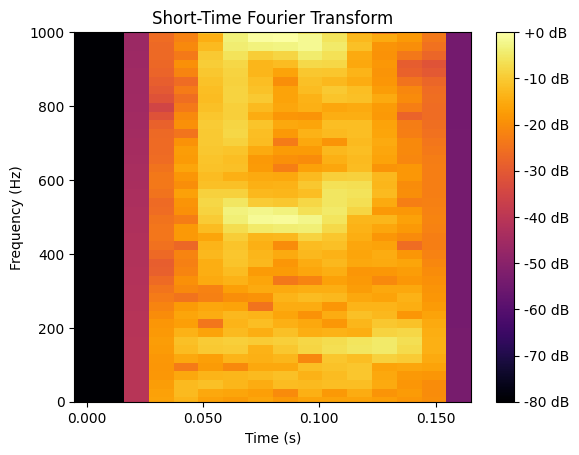 Short-Time Fourier Transform
1000
800
600
400
200
0
Frequency (Hz)
0.000
0.050
0.100
0.150
Time (s)
+0 dB
-10 dB
-20 dB
-30 dB
-40 dB
-50 dB
-60 dB
-70 dB
-80 dB